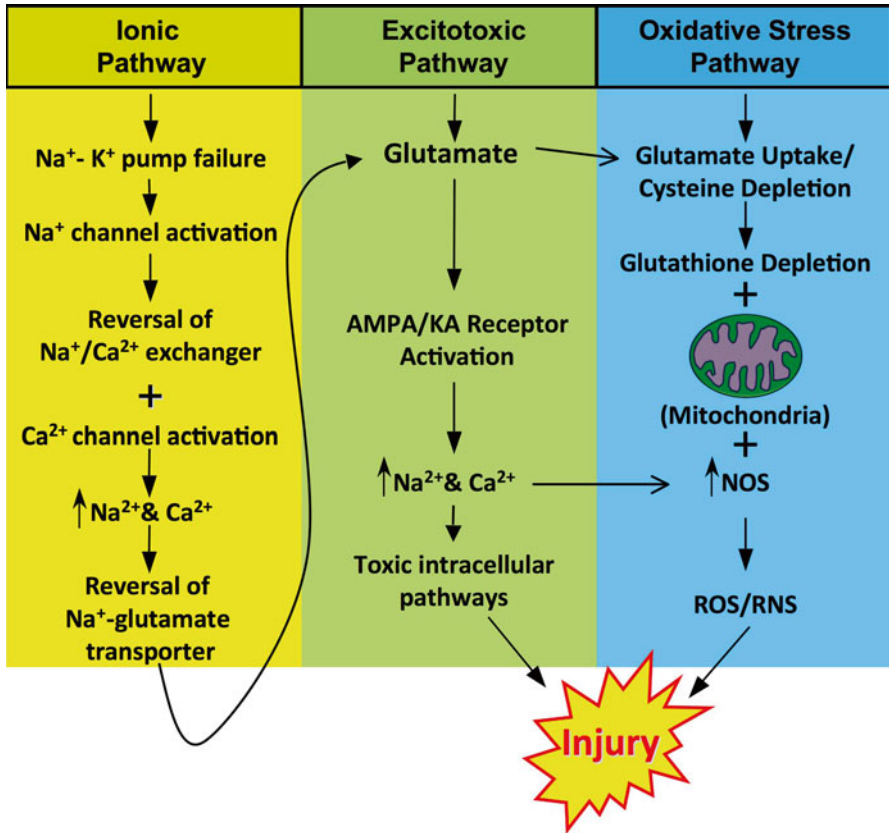 Ionic
Pathway
Na⁺- K⁺ pump failure
Na⁺ channel activation
Reversal of
Na⁺/Ca²⁺ exchanger
+
Ca²⁺ channel activation
↑Na²⁺& Ca²⁺
Reversal of
Na⁺-glutamate
transporter
Excitotoxic
Pathway
Glutamate
AMPA/KA Receptor
Activation
↑Na²⁺& Ca²⁺
Toxic intracellular
pathways
Oxidative Stress
Pathway
Glutamate Uptake/
Cysteine Depletion
Glutathione Depletion
+
(Mitochondria)
+
↑NOS
ROS/RNS
Injury